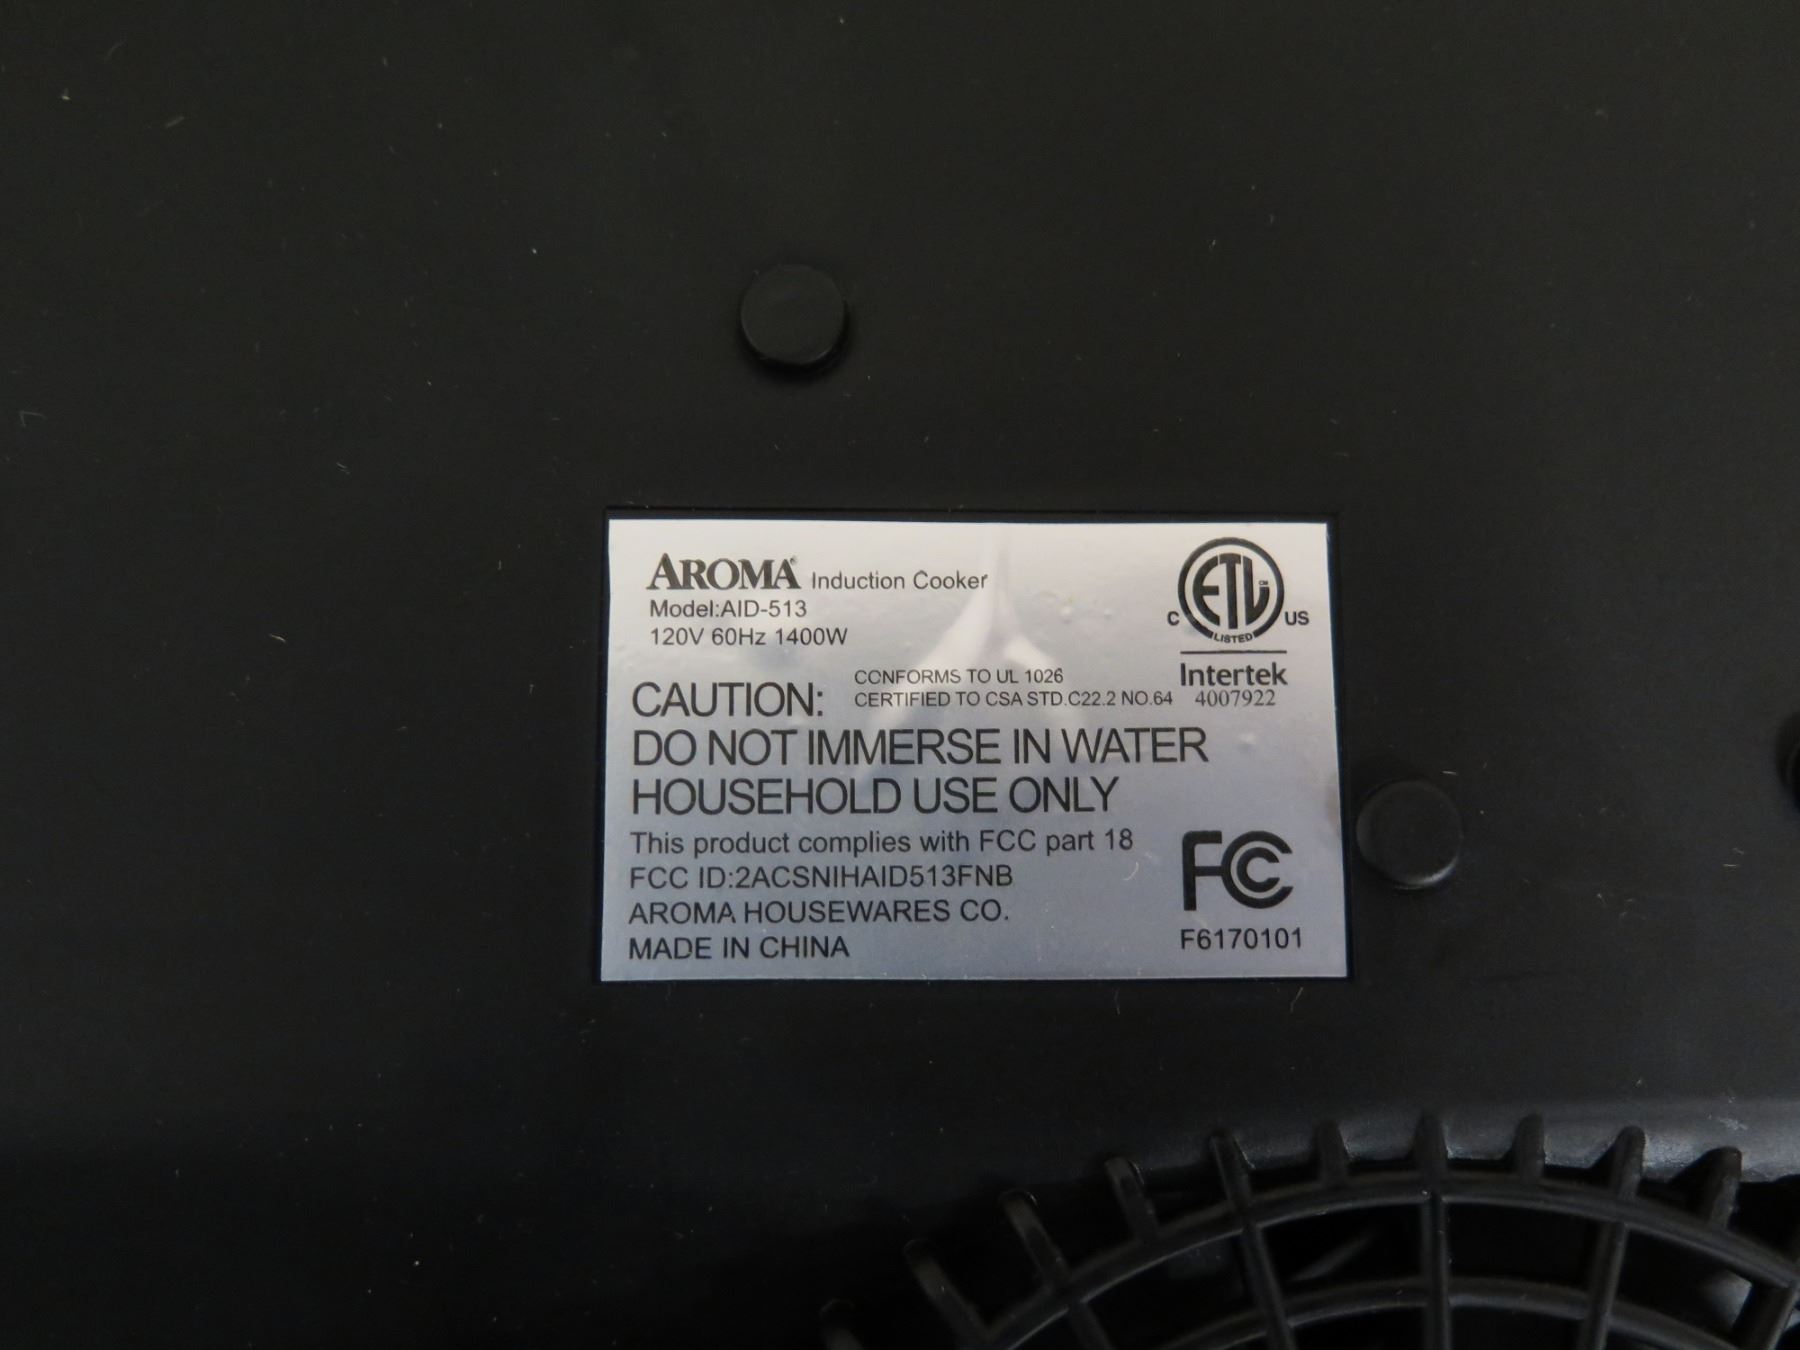 AROMA® Induction Cooker
Model:AID-513
120V 60Hz 1400W
ETL CM
LISTED
C US
Intertek
4007922
CONFORMS TO UL 1026
CERTIFIED TO CSA STD.C22.2 NO.64
CAUTION:
DO NOT IMMERSE IN WATER
HOUSEHOLD USE ONLY
This product complies with FCC part 18
FCC ID:2ACSNIHAID513FNB
AROMA HOUSEWARES CO.
MADE IN CHINA
FC
F6170101